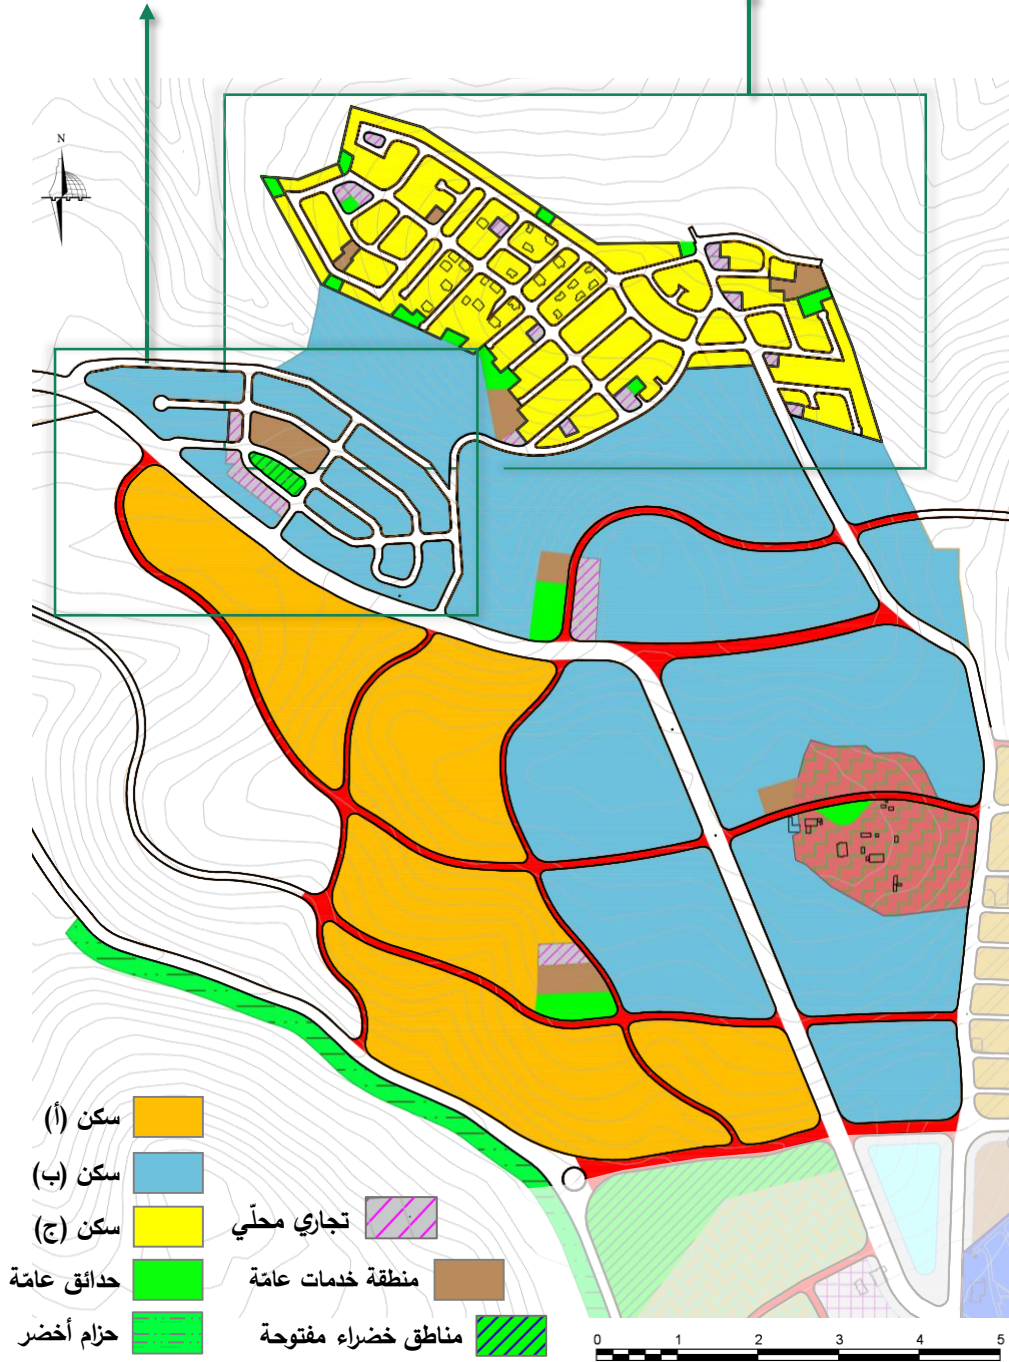 N
سكن (أ)
سكن (ب)
سكن (ج)
حدائق عامّة
حزام أخضر
تجاري محلّي
منطقة خدمات عامّة
مناطق خضراء مفتوحة
0 1 2 3 4 5